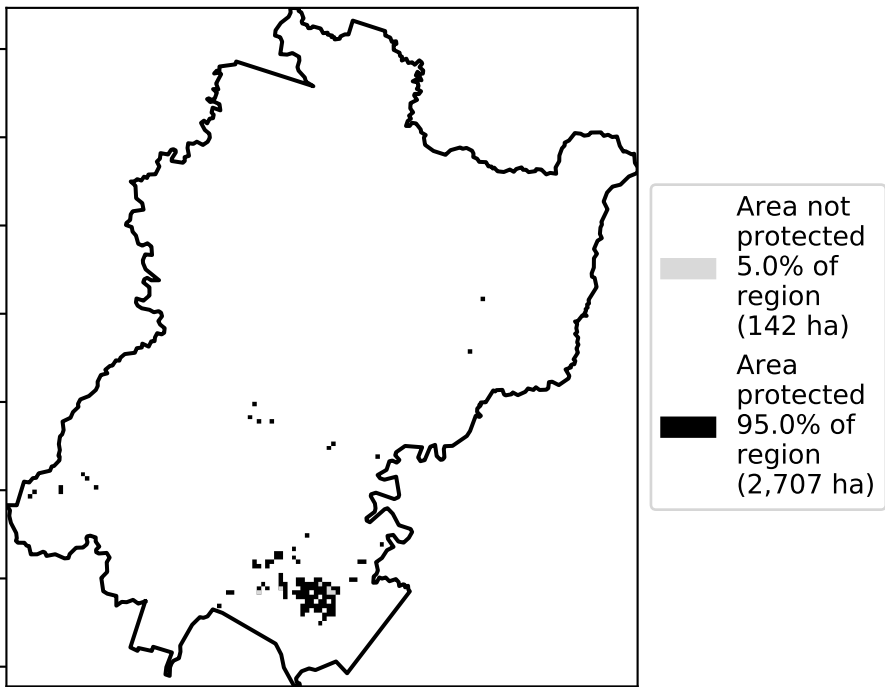 Area not
protected
5.0% of
region
(142 ha)
Area
protected
95.0% of
region
(2,707 ha)